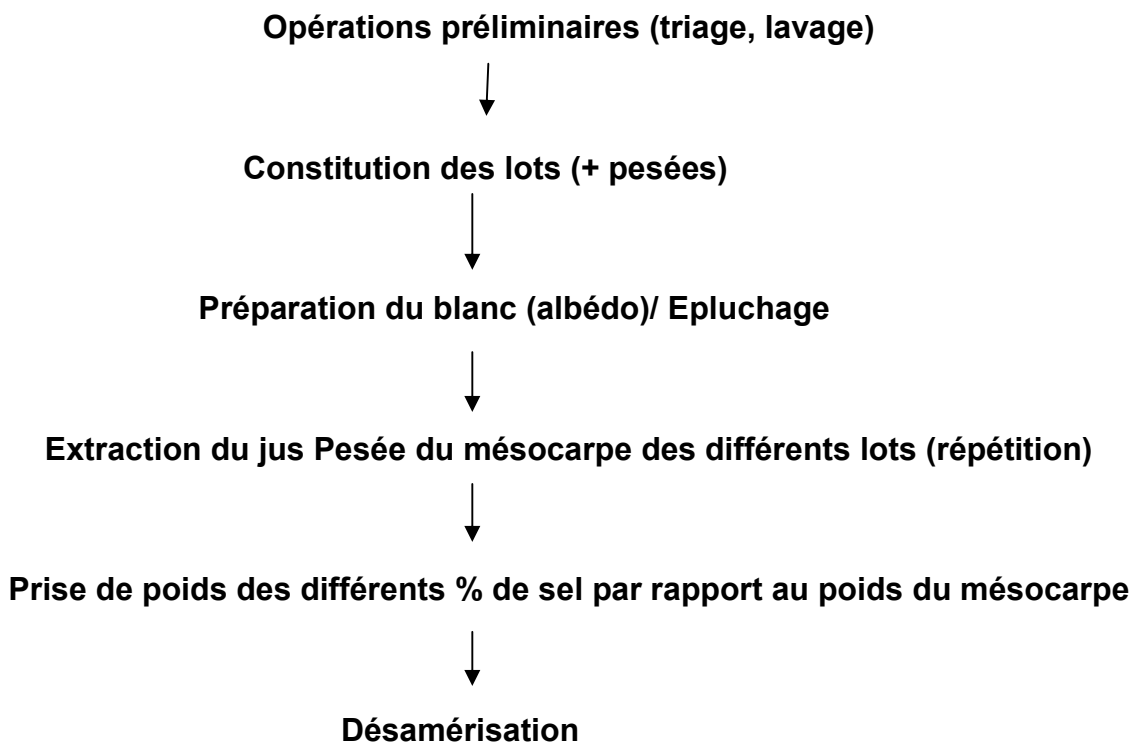 Opérations préliminaires (triage, lavage)
Constitution des lots (+ pesées)
Préparation du blanc (albédo)/ Epluchage
Extraction du jus Pesée du mésocarpe des différents lots (répétition)
Prise de poids des différents % de sel par rapport au poids du mésocarpe
Désamérisation